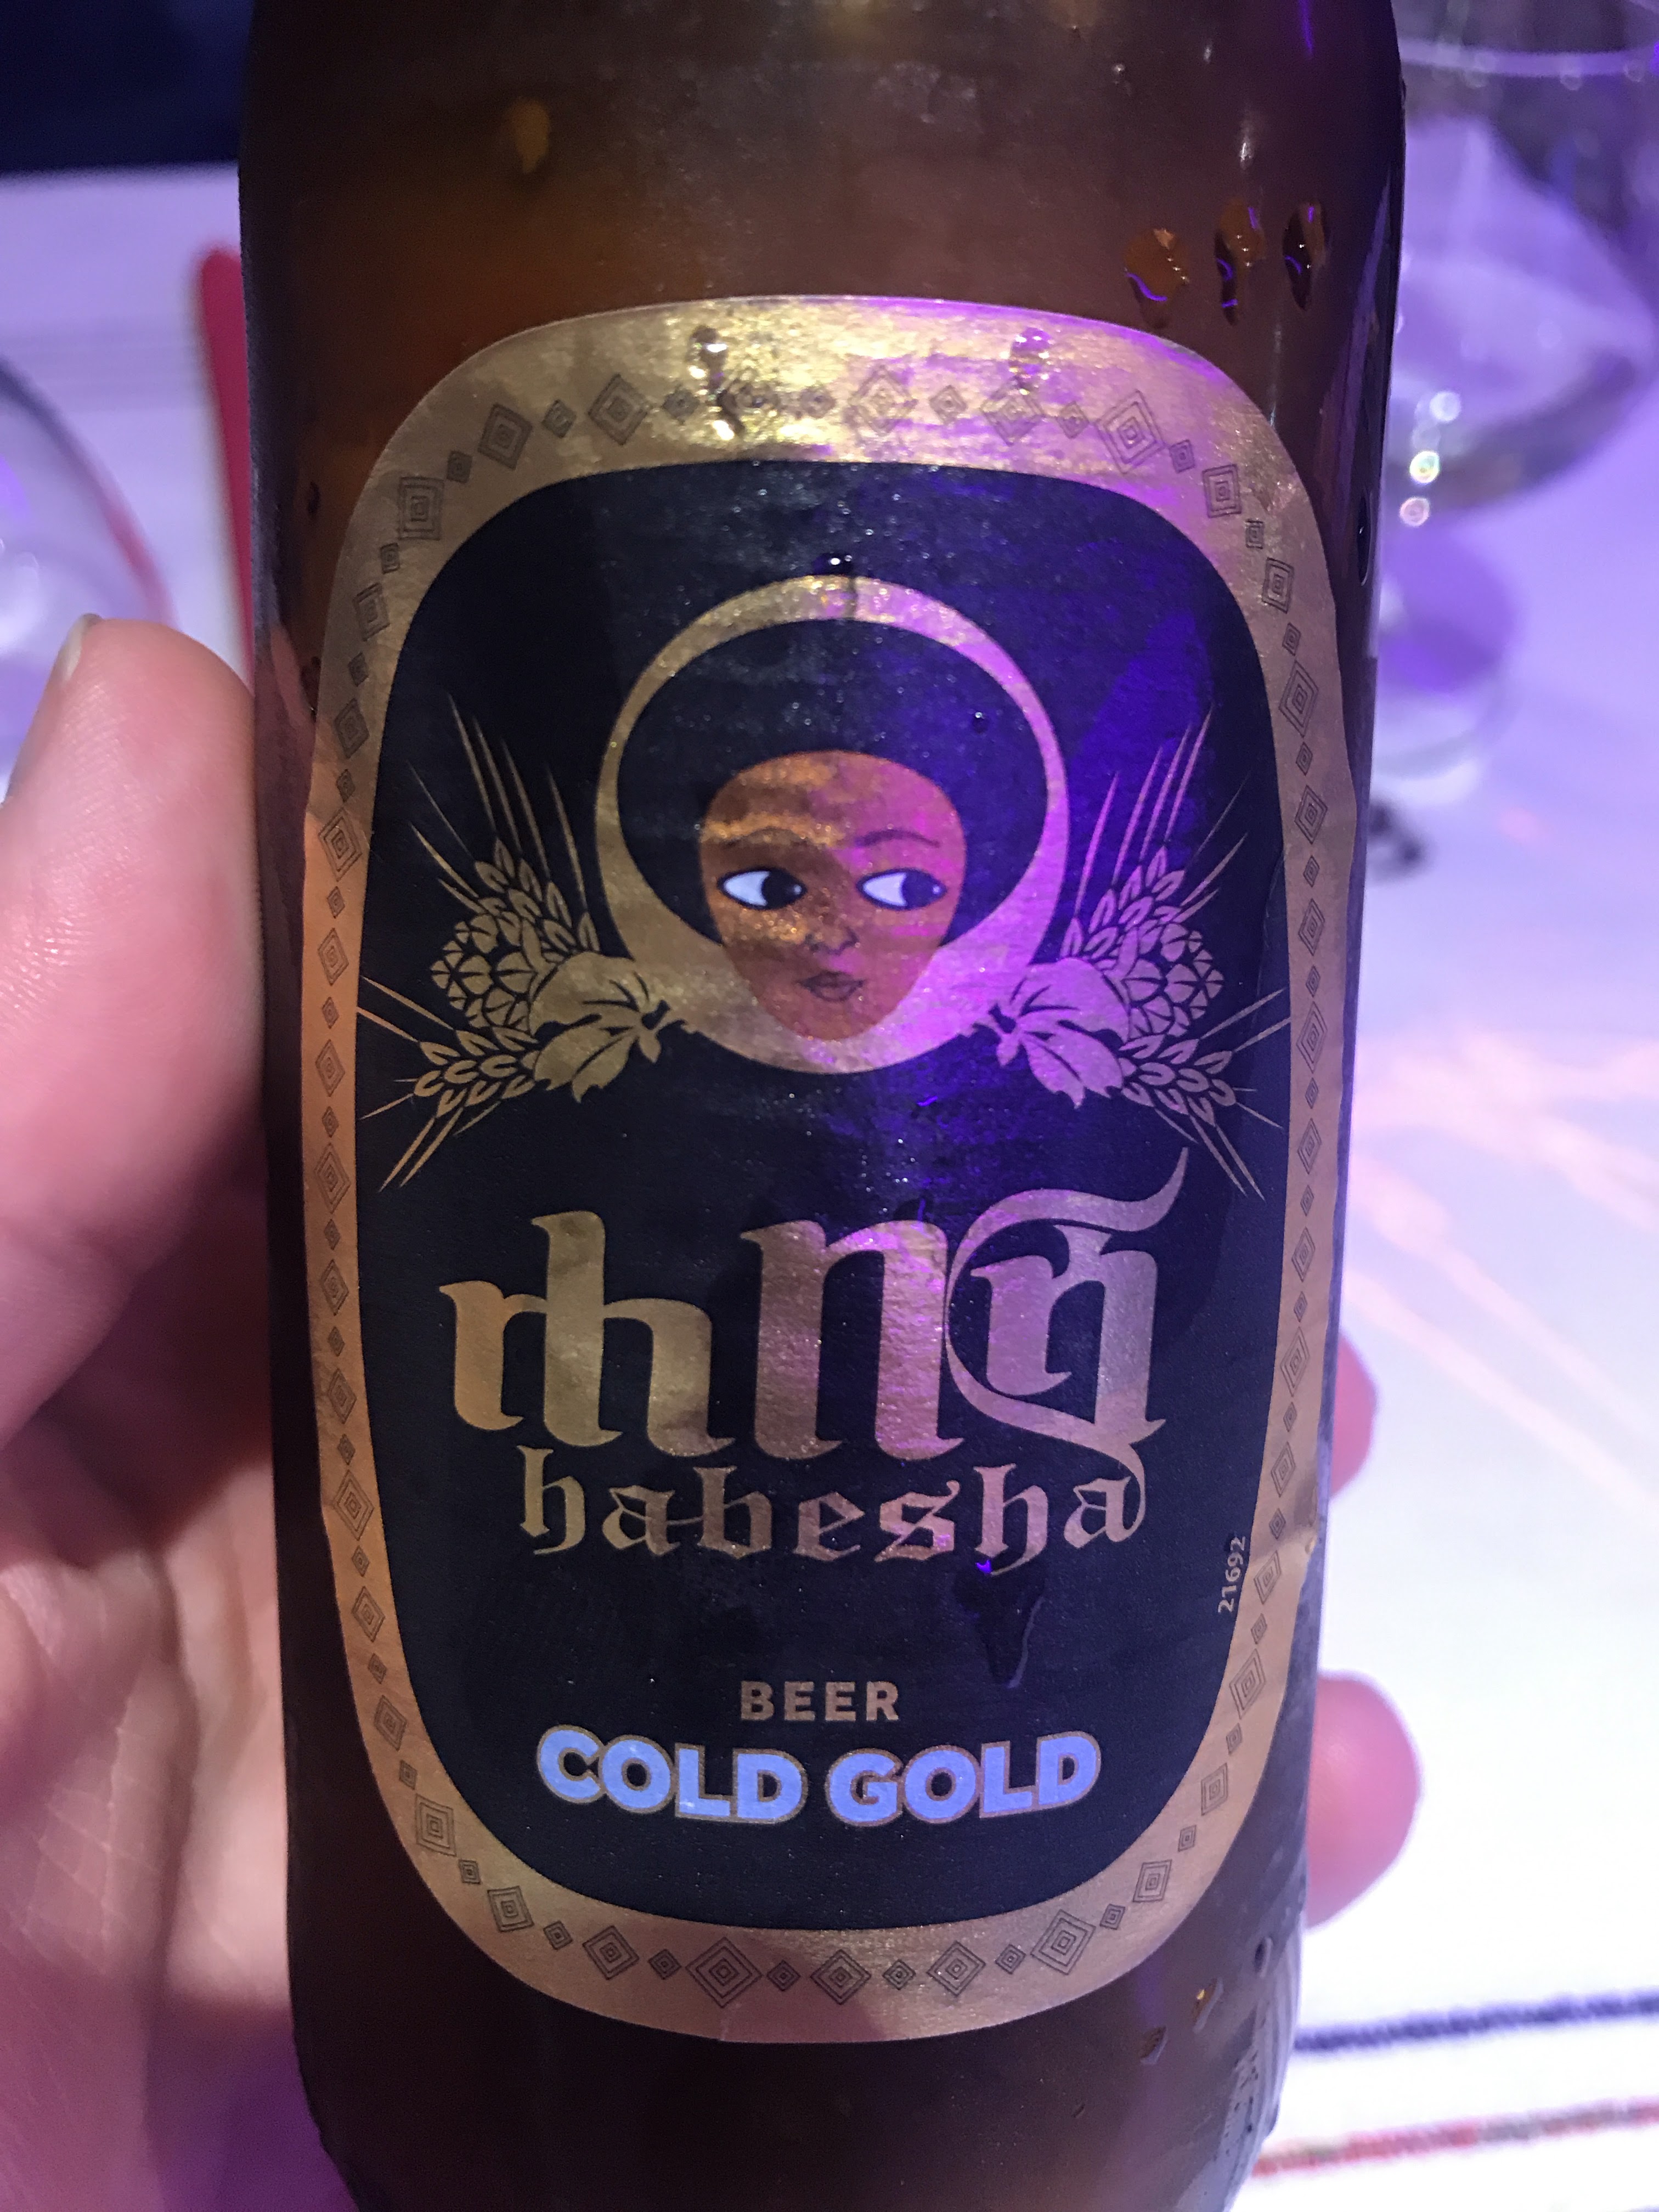 ሐበሻ
habesha
21692
BEER
COLD GOLD